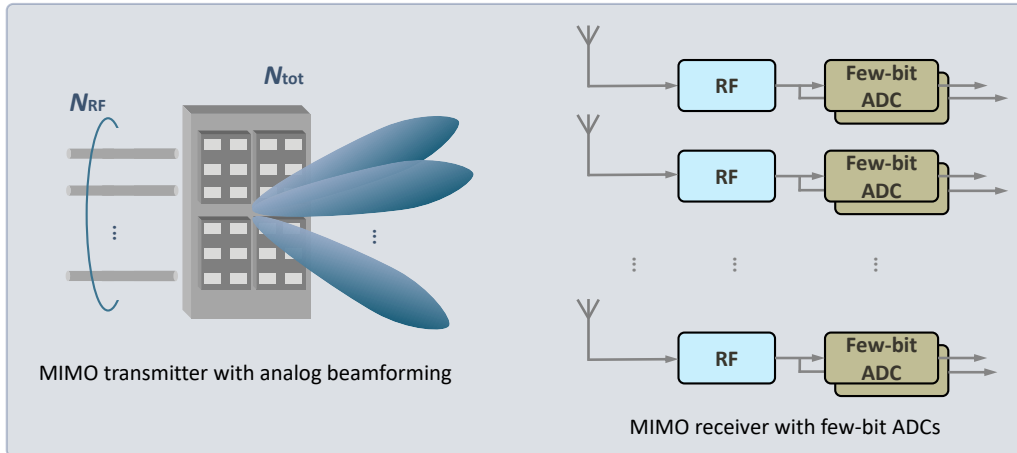 N_RF
N_tot
⋮
⋮
MIMO transmitter with analog beamforming
RF
Few-bit
ADC
RF
Few-bit
ADC
⋮ ⋮ ⋮
RF
Few-bit
ADC
MIMO receiver with few-bit ADCs